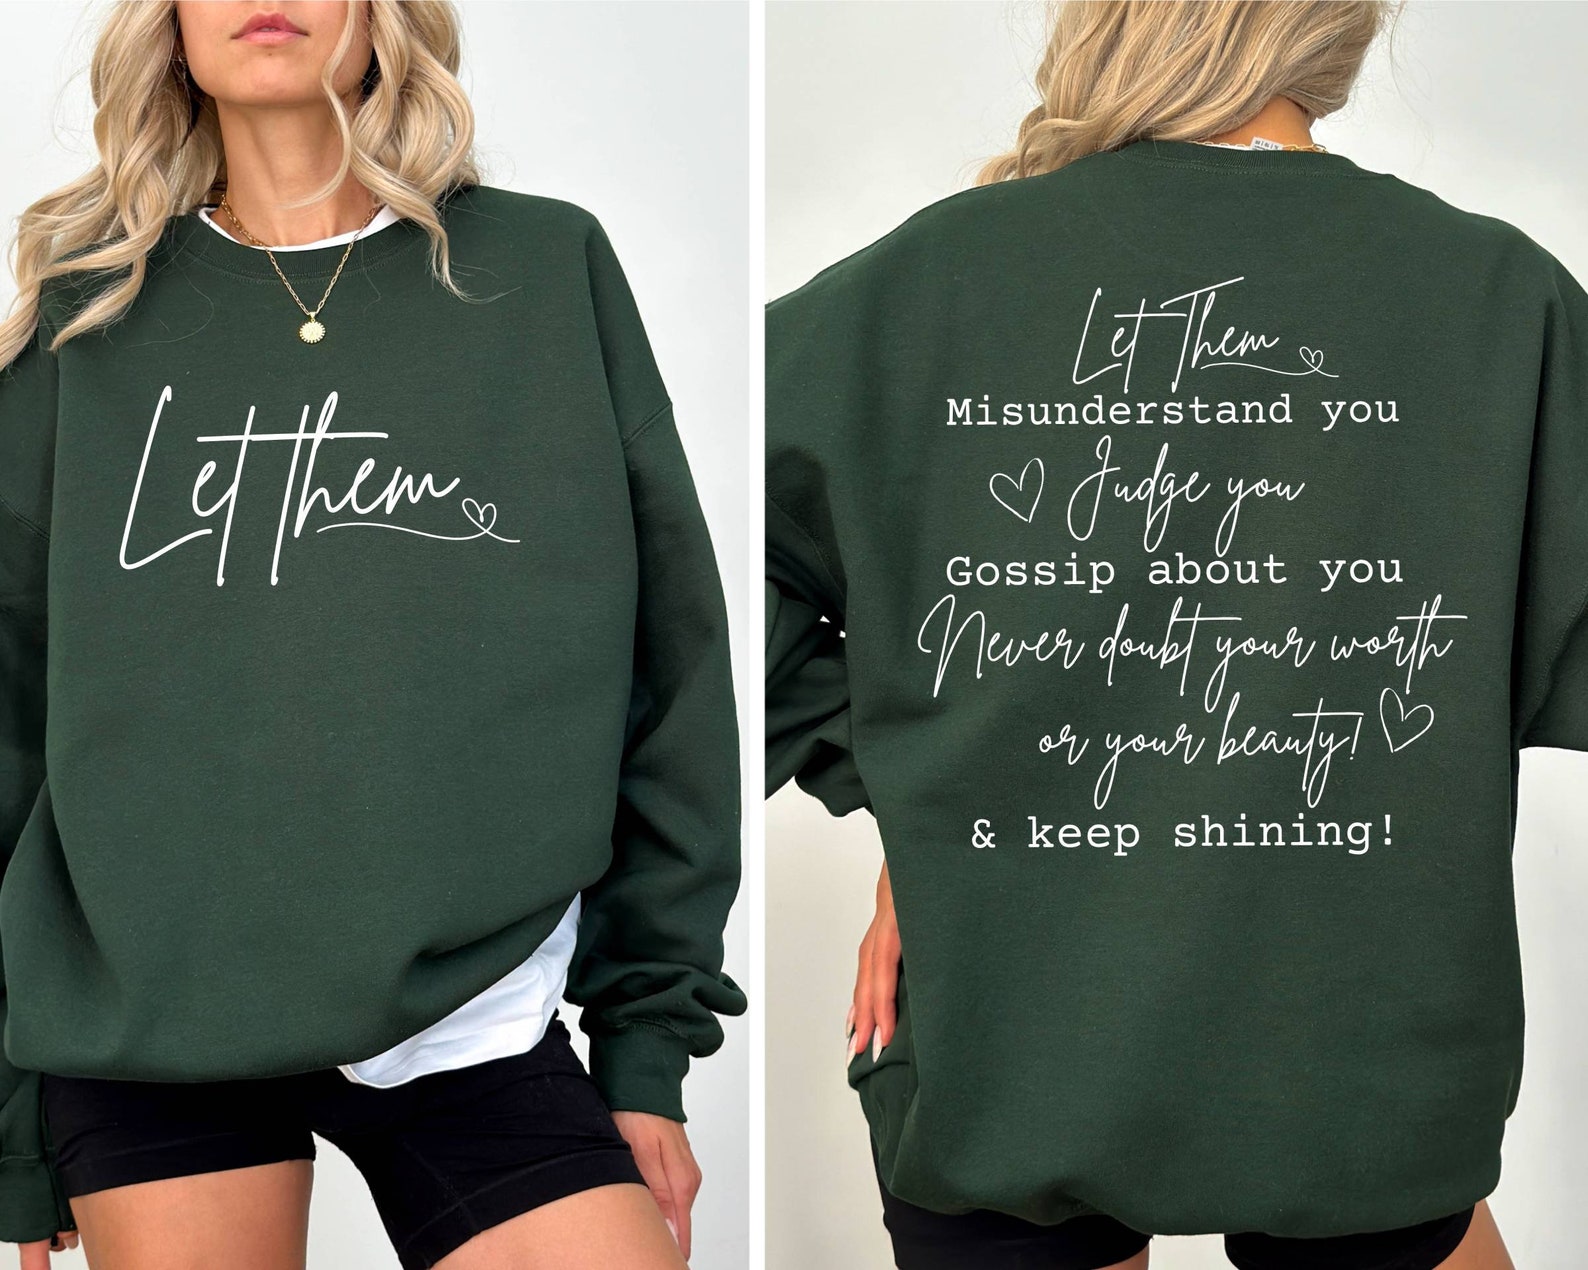 Let them
Let Them
Misunderstand you
Judge you
Gossip about you
Never doubt your worth
or your beauty!
& keep shining!